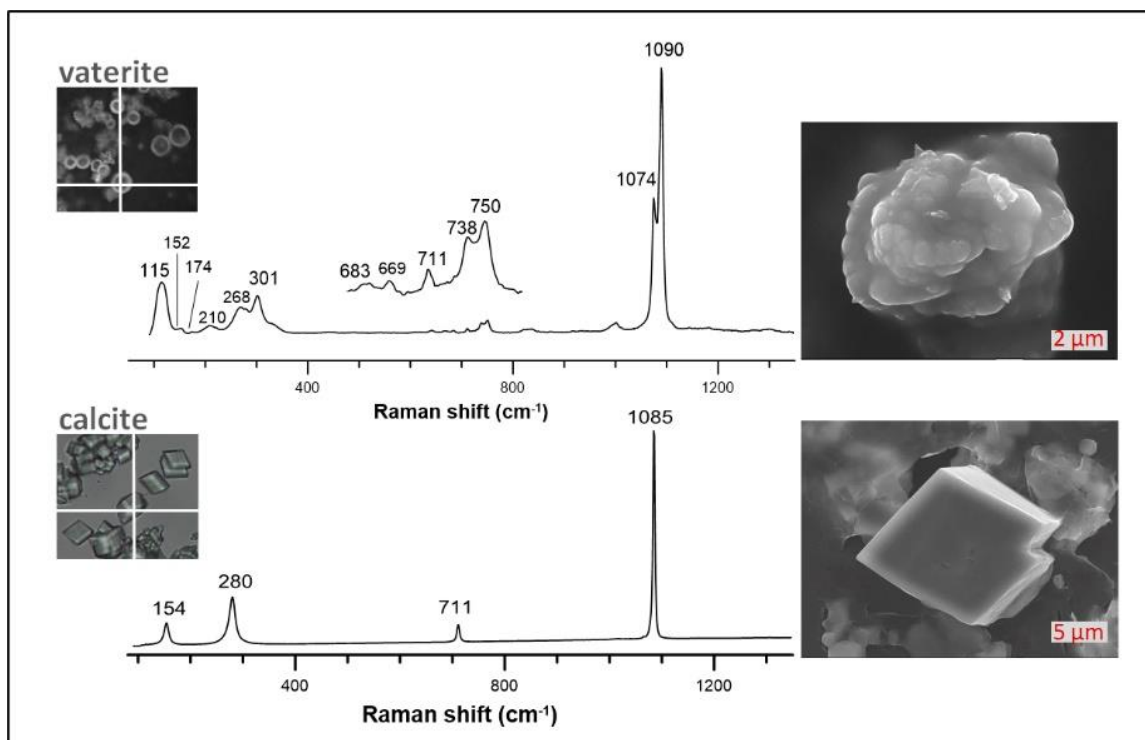 vaterite
1090
1074
750
738
711
669
683
152
174
115
210
268
301
400 800 1200
Raman shift (cm-1)
2 µm
calcite
1085
280
154
711
400 800 1200
Raman shift (cm-1)
5 µm